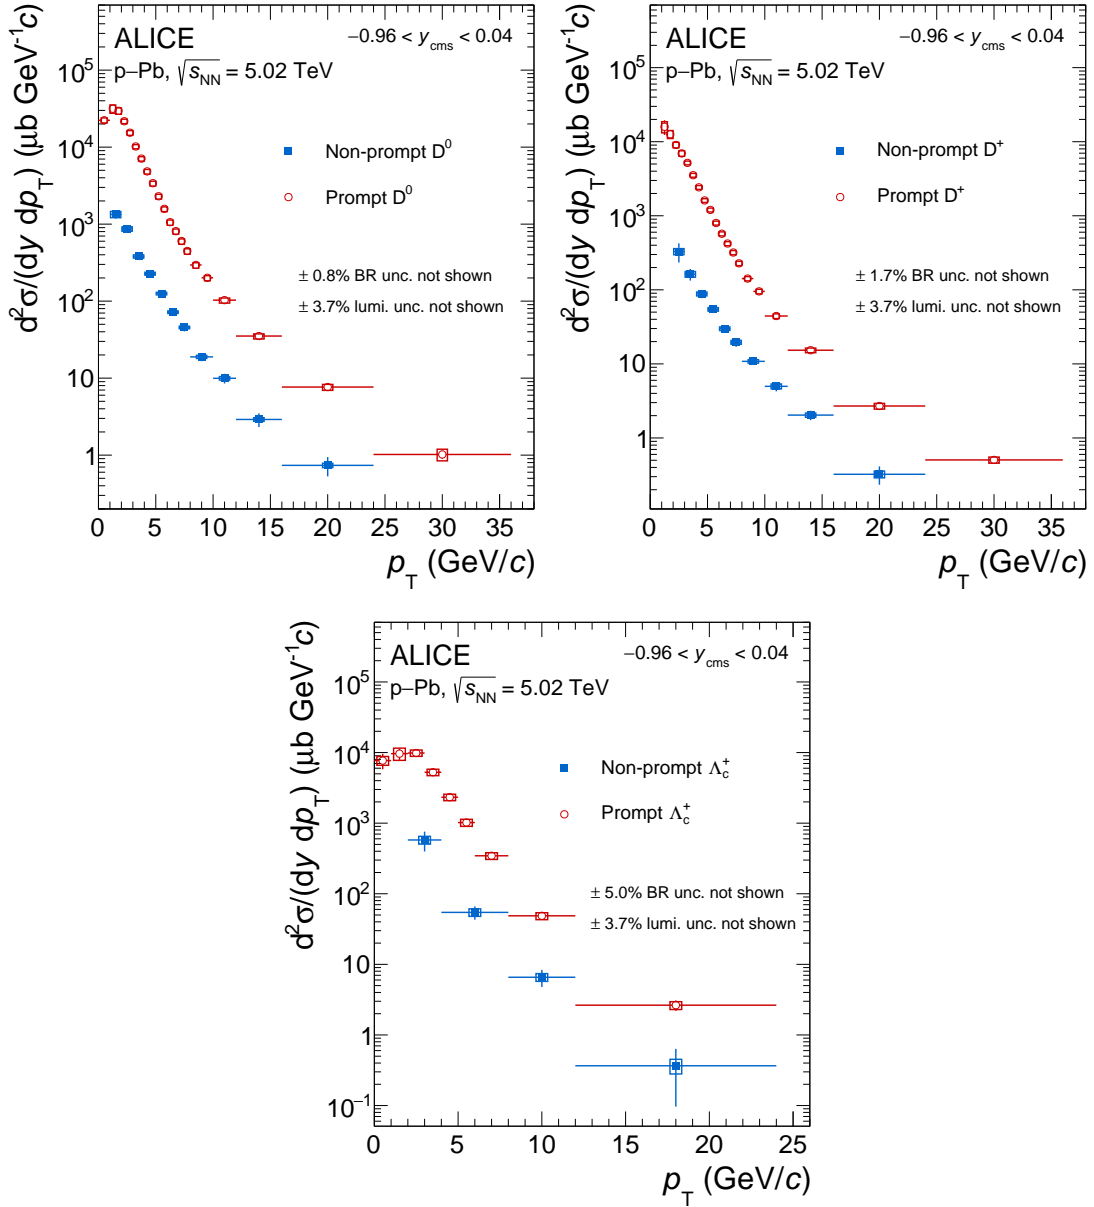 ALICE
−0.96 < y_cms < 0.04
p–Pb, √s_NN = 5.02 TeV
Non-prompt D⁰
Prompt D⁰
± 0.8% BR unc. not shown
± 3.7% lumi. unc. not shown
d²σ/(dy dp_T) (μb GeV⁻¹c)
10⁵
10⁴
10³
10²
10
1
0 5 10 15 20 25 30 35
p_T (GeV/c)
ALICE
−0.96 < y_cms < 0.04
p–Pb, √s_NN = 5.02 TeV
Non-prompt D⁺
Prompt D⁺
± 1.7% BR unc. not shown
± 3.7% lumi. unc. not shown
d²σ/(dy dp_T) (μb GeV⁻¹c)
10⁵
10⁴
10³
10²
10
1
0 5 10 15 20 25 30 35
p_T (GeV/c)
ALICE
−0.96 < y_cms < 0.04
p–Pb, √s_NN = 5.02 TeV
Non-prompt Λ_c⁺
Prompt Λ_c⁺
± 5.0% BR unc. not shown
± 3.7% lumi. unc. not shown
d²σ/(dy dp_T) (μb GeV⁻¹c)
10⁵
10⁴
10³
10²
10
1
10⁻¹
0 5 10 15 20 25
p_T (GeV/c)